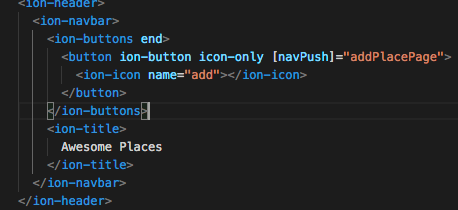 <ion-header>
<ion-navbar>
<ion-buttons end>
<button ion-button icon-only [navPush]="addPlacePage">
<ion-icon name="add"></ion-icon>
</button>
</ion-buttons>
<ion-title>
Awesome Places
</ion-title>
</ion-navbar>
</ion-header>